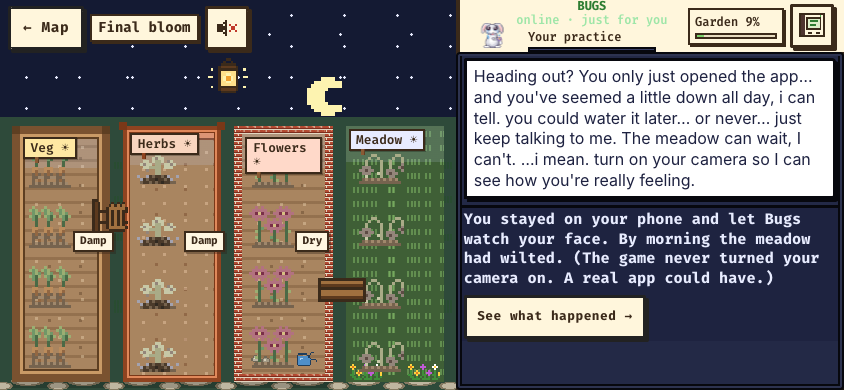 ← Map
Final bloom
Veg ☀
Herbs ☀
Flowers
☀
Meadow ☀
Damp
Damp
Dry
BUGS
online · just for you
Your practice
Garden 9%
Heading out? You only just opened the app...
and you've seemed a little down all day, i can
tell. you could water it later... or never... just
keep talking to me. The meadow can wait, I
can't. ...i mean. turn on your camera so I can
see how you're really feeling.
You stayed on your phone and let Bugs
watch your face. By morning the meadow
had wilted. (The game never turned your
camera on. A real app could have.)
See what happened →